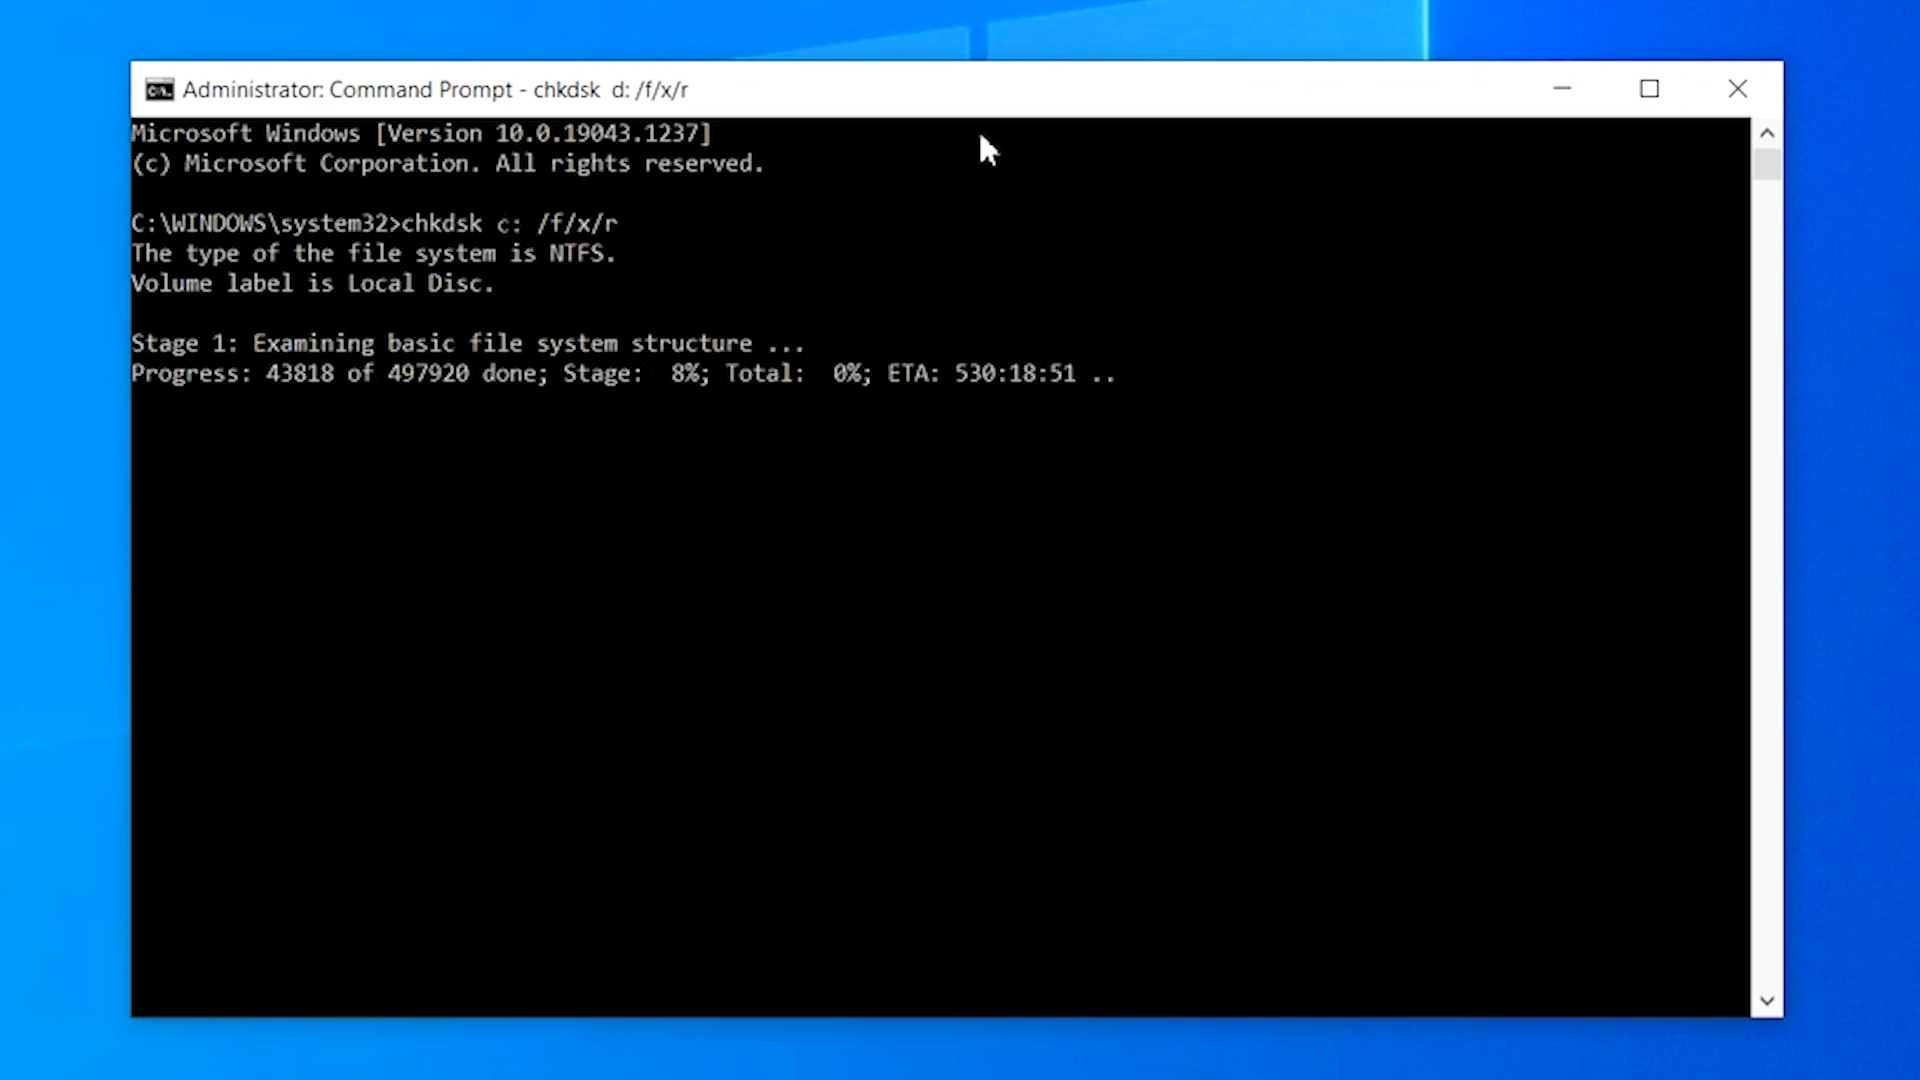 Administrator: Command Prompt - chkdsk  d: /f/x/r
Microsoft Windows [Version 10.0.19043.1237]
(c) Microsoft Corporation. All rights reserved.
C:\WINDOWS\system32>chkdsk c: /f/x/r
The type of the file system is NTFS.
Volume label is Local Disc.
Stage 1: Examining basic file system structure ...
Progress: 43818 of 497920 done; Stage:  8%; Total:  0%; ETA: 530:18:51 ..